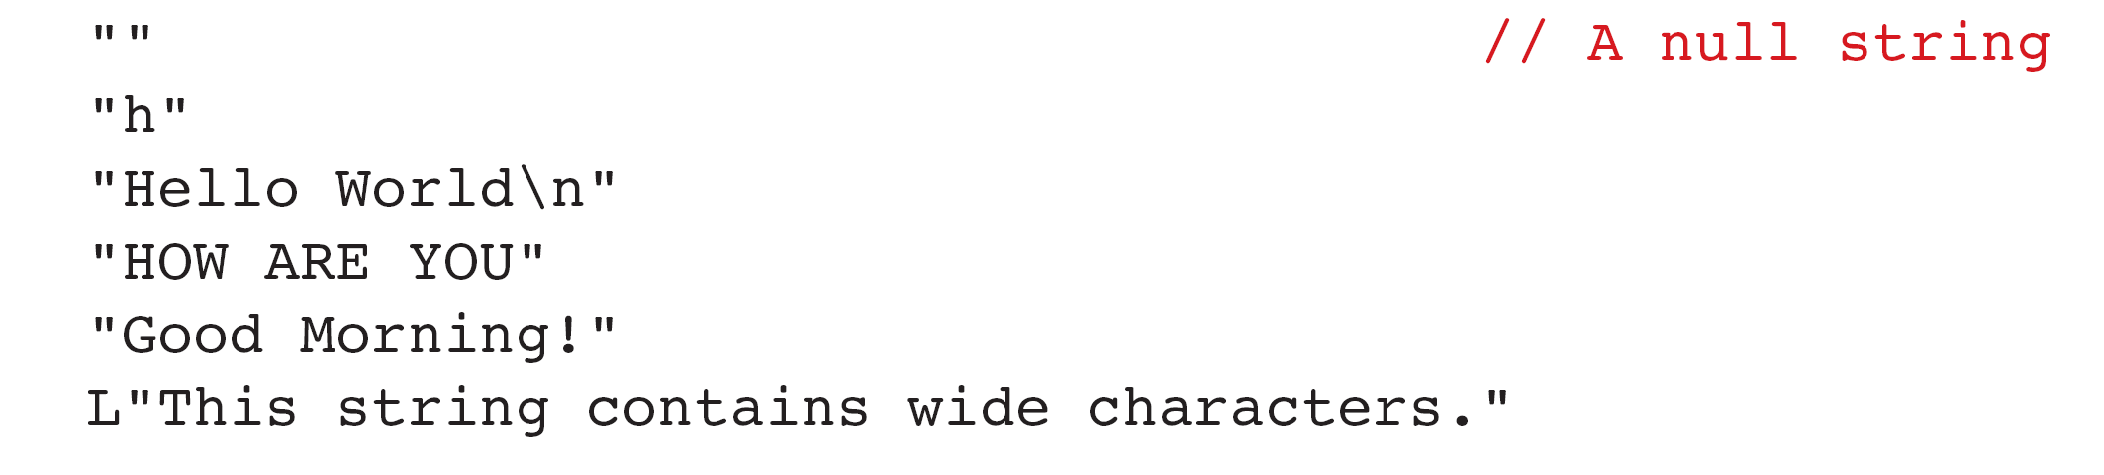 "" // A null string
"h"
"Hello World\n"
"HOW ARE YOU"
"Good Morning!"
L"This string contains wide characters."